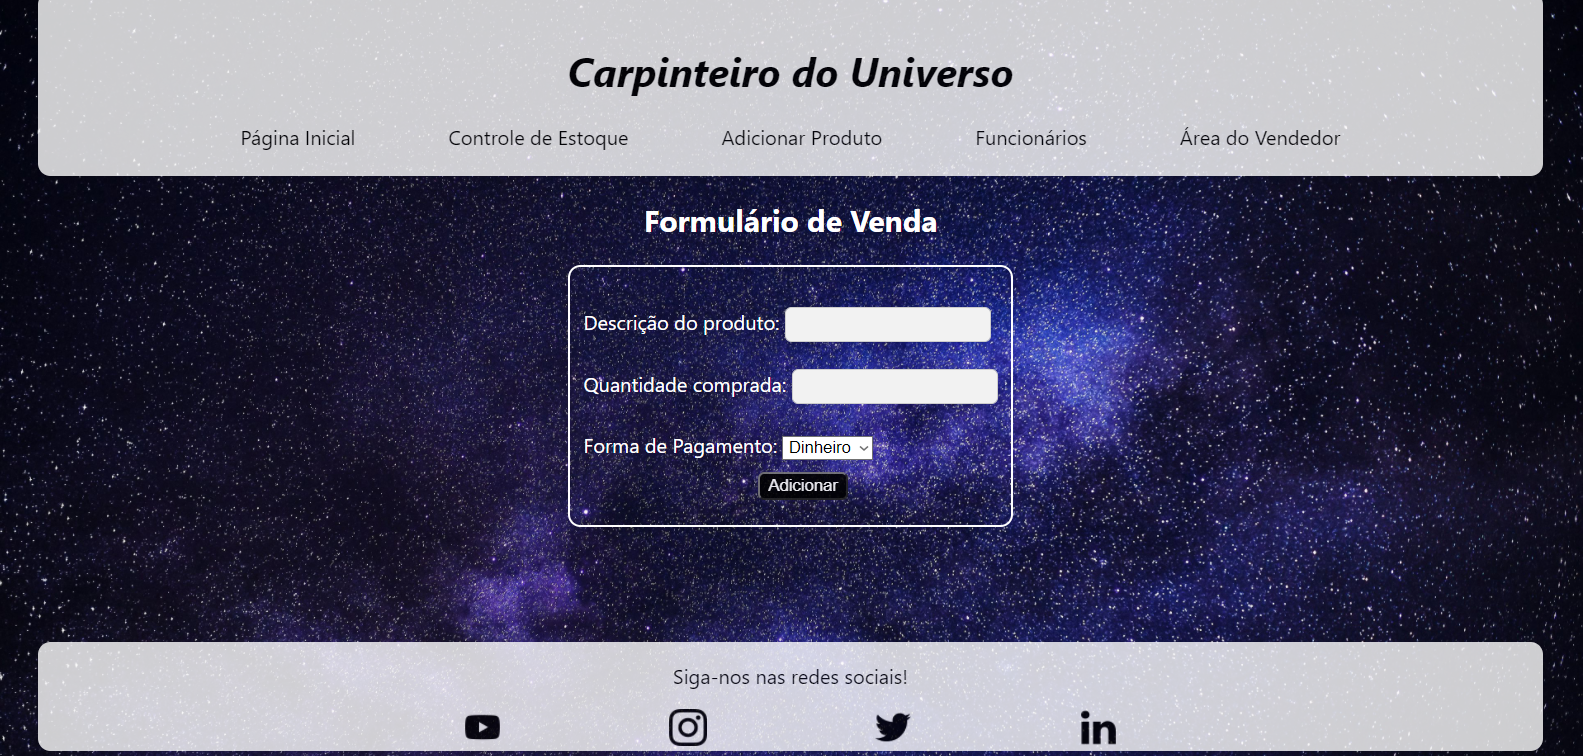 Carpinteiro do Universo
Página Inicial Controle de Estoque Adicionar Produto Funcionários Área do Vendedor
Formulário de Venda
Descrição do produto:
Quantidade comprada:
Forma de Pagamento: Dinheiro
Adicionar
Siga-nos nas redes sociais!
in